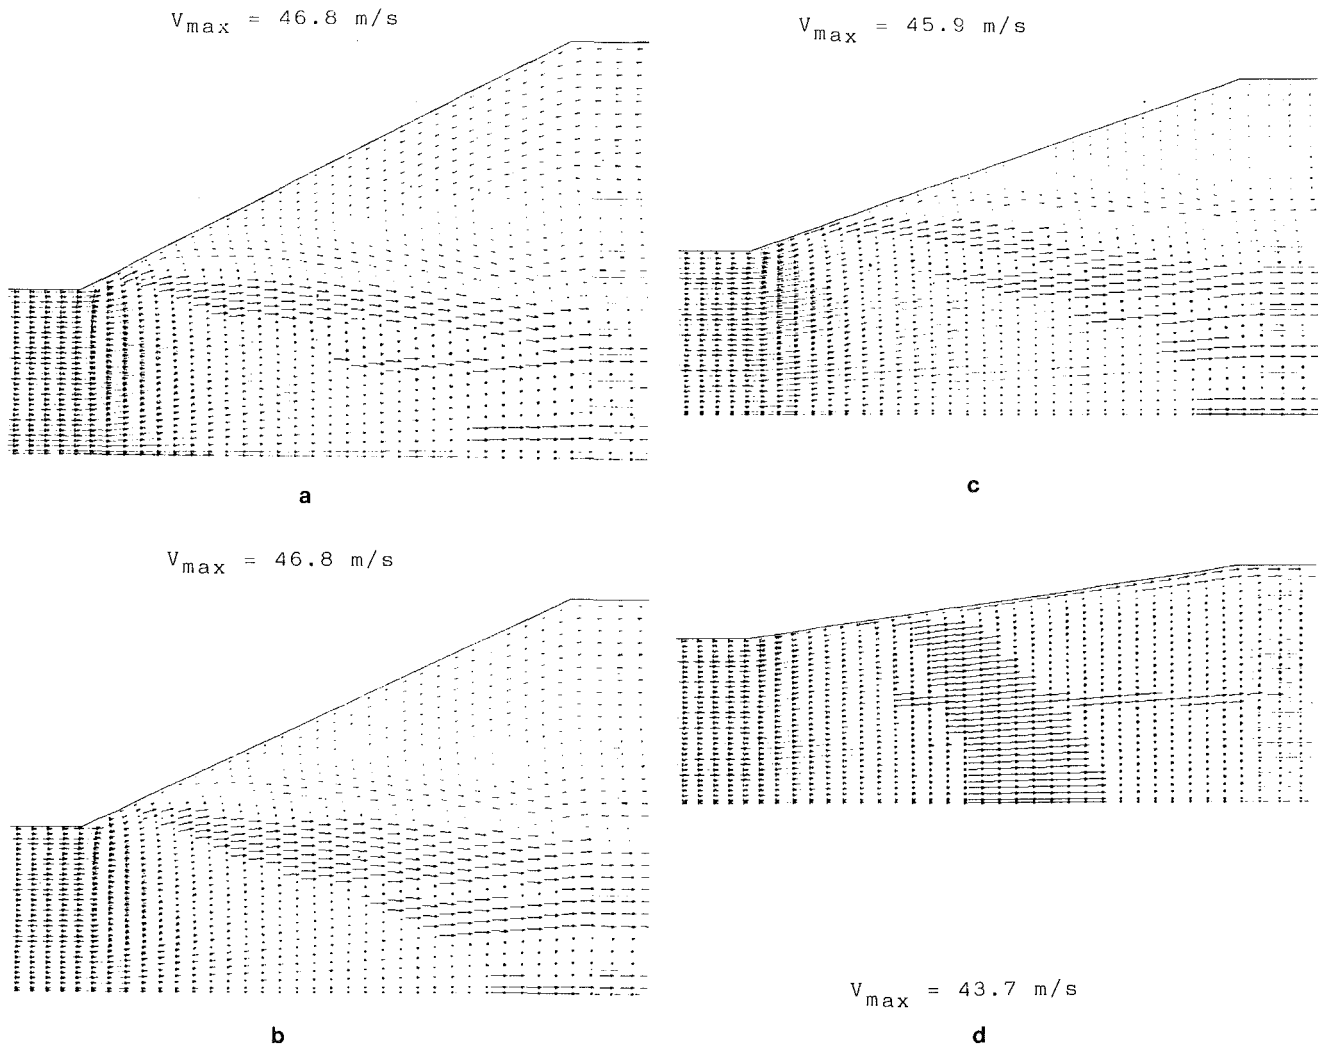 Vmax = 46.8 m/s
a
Vmax = 46.8 m/s
b
Vmax = 45.9 m/s
c
Vmax = 43.7 m/s
d